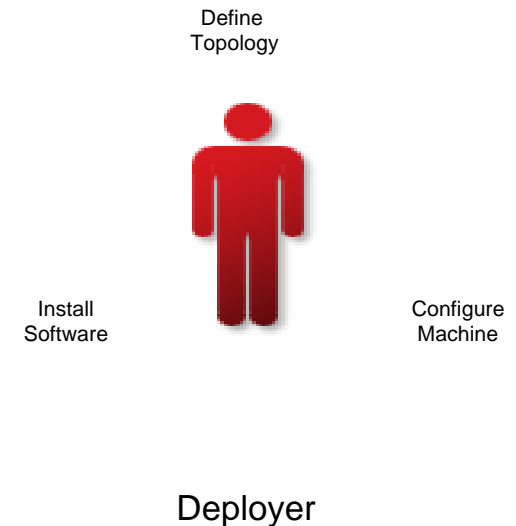 Define
Topology
Install
Software
Configure
Machine
Deployer